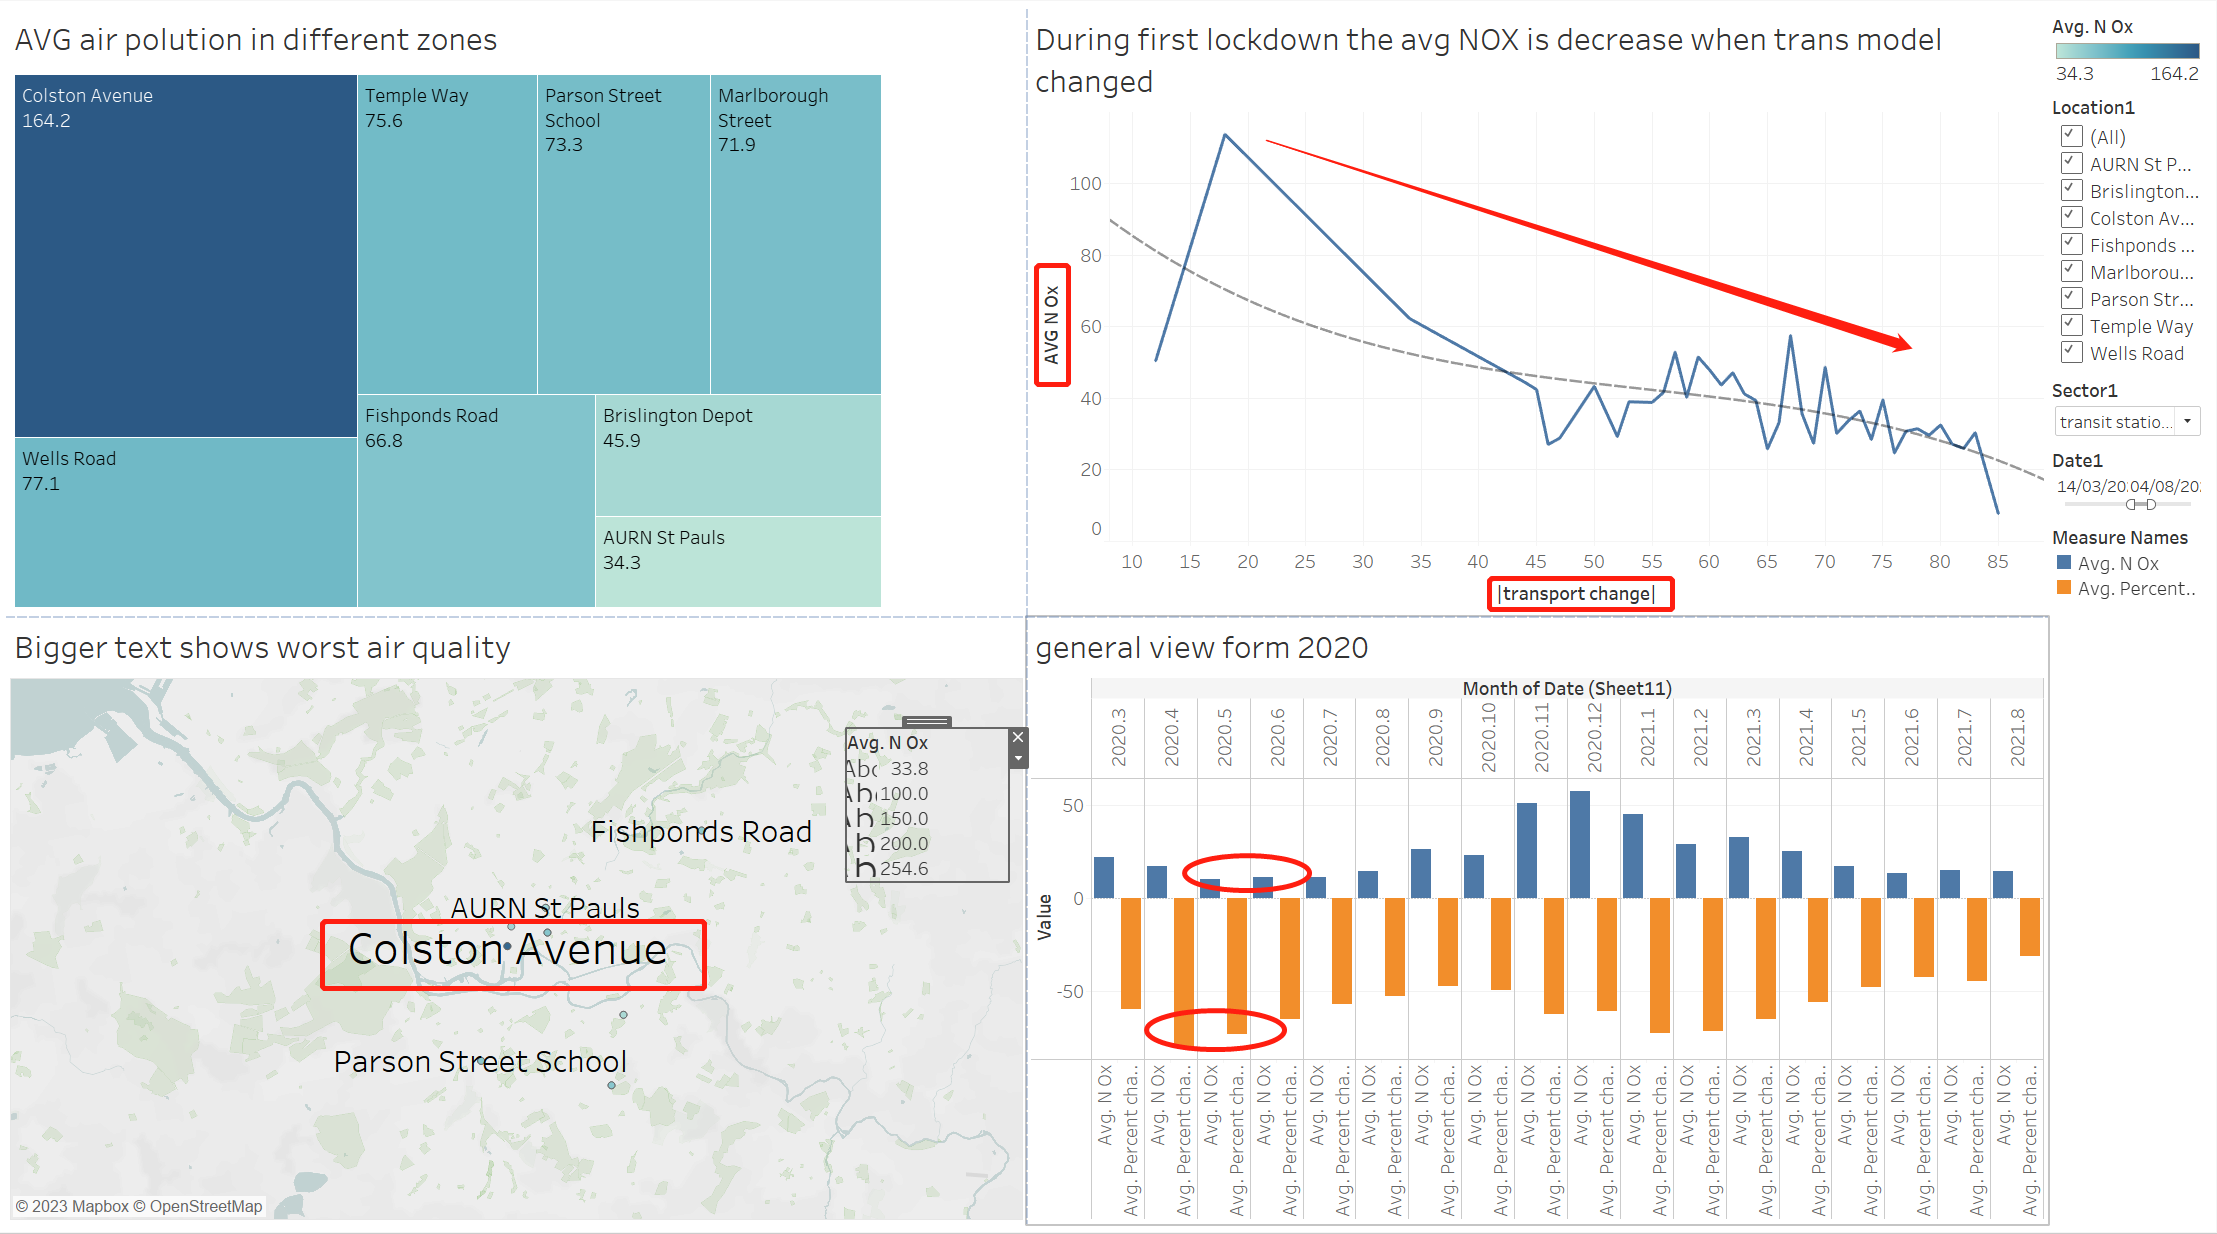 AVG air polution in different zones
Colston Avenue
164.2
Temple Way
75.6
Parson Street
School
73.3
Marlborough
Street
71.9
Wells Road
77.1
Fishponds Road
66.8
Brislington Depot
45.9
AURN St Pauls
34.3
During first lockdown the avg NOX is decrease when trans model
changed
AVG N Ox
100
80
60
40
20
0
10 15 20 25 30 35 40 45 50 55 60 65 70 75 80 85
|transport change|
Avg. N Ox
34.3 164.2
Location1
(All)
AURN St P...
Brislington...
Colston Av...
Fishponds ...
Marlborou...
Parson Str...
Temple Way
Wells Road
Sector1
transit statio...
Date1
14/03/20 04/08/20
Measure Names
Avg. N Ox
Avg. Percent..
Bigger text shows worst air quality
Avg. N Ox
Abc 33.8
Ab 100.0
Ab 150.0
Ab 200.0
b 254.6
Fishponds Road
AURN St Pauls
Colston Avenue
Parson Street School
© 2023 Mapbox © OpenStreetMap
general view form 2020
Month of Date (Sheet11)
2020.3 2020.4 2020.5 2020.6 2020.7 2020.8 2020.9 2020.10 2020.11 2020.12 2021.1 2021.2 2021.3 2021.4 2021.5 2021.6 2021.7 2021.8
Value
50
0
-50
Avg. N Ox
Avg. Percent cha..
Avg. N Ox
Avg. Percent cha..
Avg. N Ox
Avg. Percent cha..
Avg. N Ox
Avg. Percent cha..
Avg. N Ox
Avg. Percent cha..
Avg. N Ox
Avg. Percent cha..
Avg. N Ox
Avg. Percent cha..
Avg. N Ox
Avg. Percent cha..
Avg. N Ox
Avg. Percent cha..
Avg. N Ox
Avg. Percent cha..
Avg. N Ox
Avg. Percent cha..
Avg. N Ox
Avg. Percent cha..
Avg. N Ox
Avg. Percent cha..
Avg. N Ox
Avg. Percent cha..
Avg. N Ox
Avg. Percent cha..
Avg. N Ox
Avg. Percent cha..
Avg. N Ox
Avg. Percent cha..
Avg. N Ox
Avg. Percent cha..